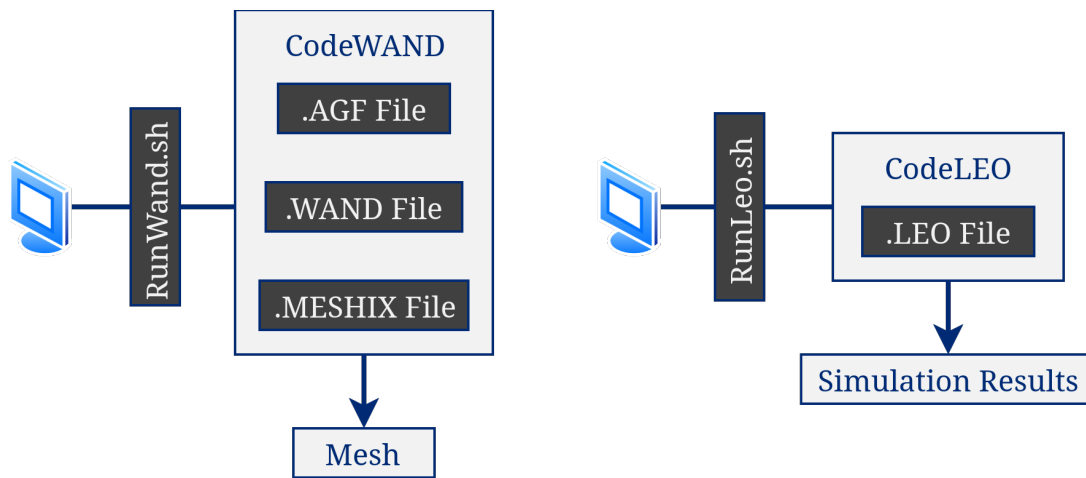 RunWand.sh
CodeWAND
.AGF File
.WAND File
.MESHIX File
Mesh
RunLeo.sh
CodeLEO
.LEO File
Simulation Results